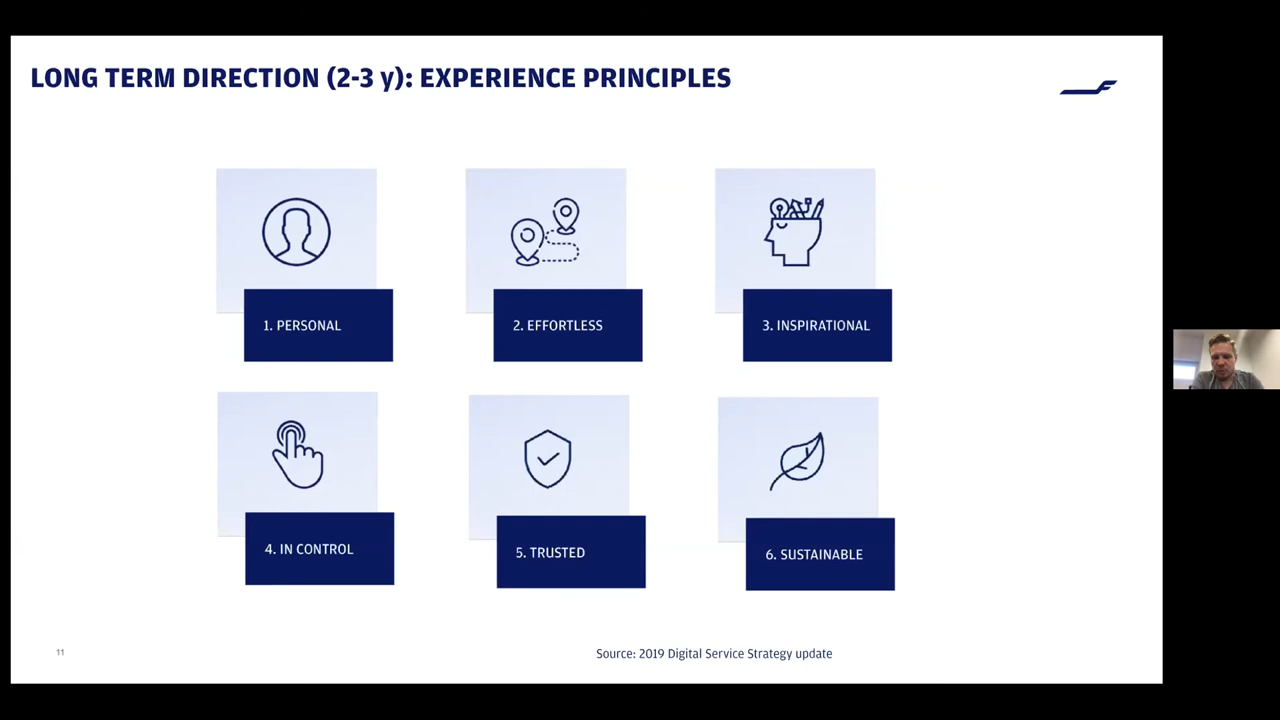 LONG TERM DIRECTION (2-3 y): EXPERIENCE PRINCIPLES
1. PERSONAL
2. EFFORTLESS
3. INSPIRATIONAL
4. IN CONTROL
5. TRUSTED
6. SUSTAINABLE
11
Source: 2019 Digital Service Strategy update